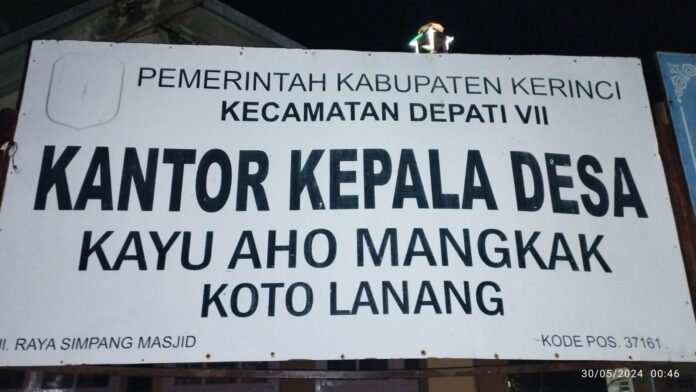 PEMERINTAH KABUPATEN KERINCI
KECAMATAN DEPATI VII
KANTOR KEPALA DESA
KAYU AHO MANGKAK
KOTO LANANG
Jl. RAYA SIMPANG MASJID
KODE POS. 37161
30/05/2024 00:46